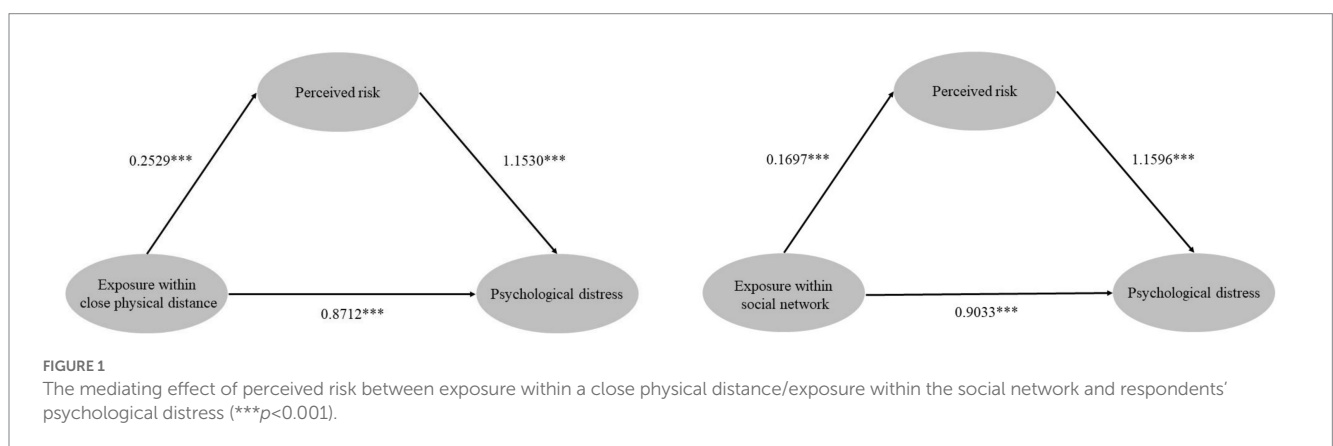 Perceived risk
0.2529***
1.1530***
Exposure within
close physical distance
Psychological distress
0.8712***
Perceived risk
0.1697***
1.1596***
Exposure within
social network
Psychological distress
0.9033***
FIGURE 1
The mediating effect of perceived risk between exposure within a close physical distance/exposure within the social network and respondents’
psychological distress (***p<0.001).